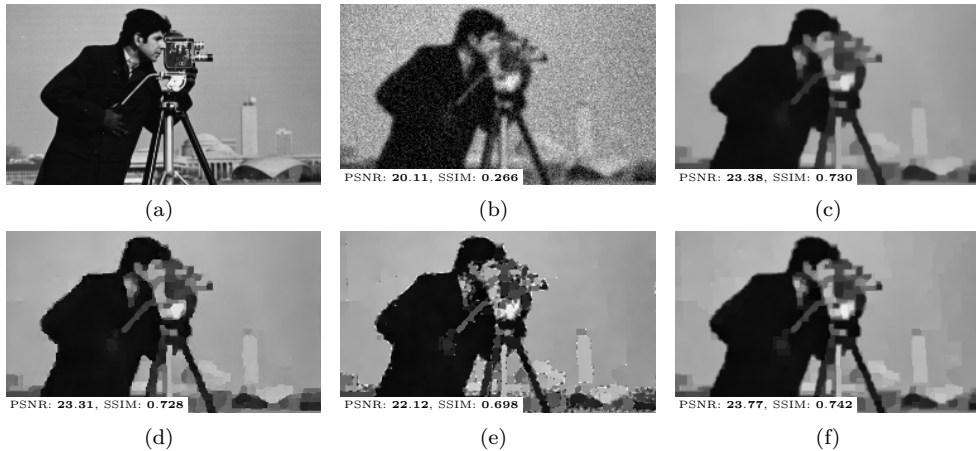 (a)
PSNR: 20.11, SSIM: 0.266
(b)
PSNR: 23.38, SSIM: 0.730
(c)
PSNR: 23.31, SSIM: 0.728
(d)
PSNR: 22.12, SSIM: 0.698
(e)
PSNR: 23.77, SSIM: 0.742
(f)